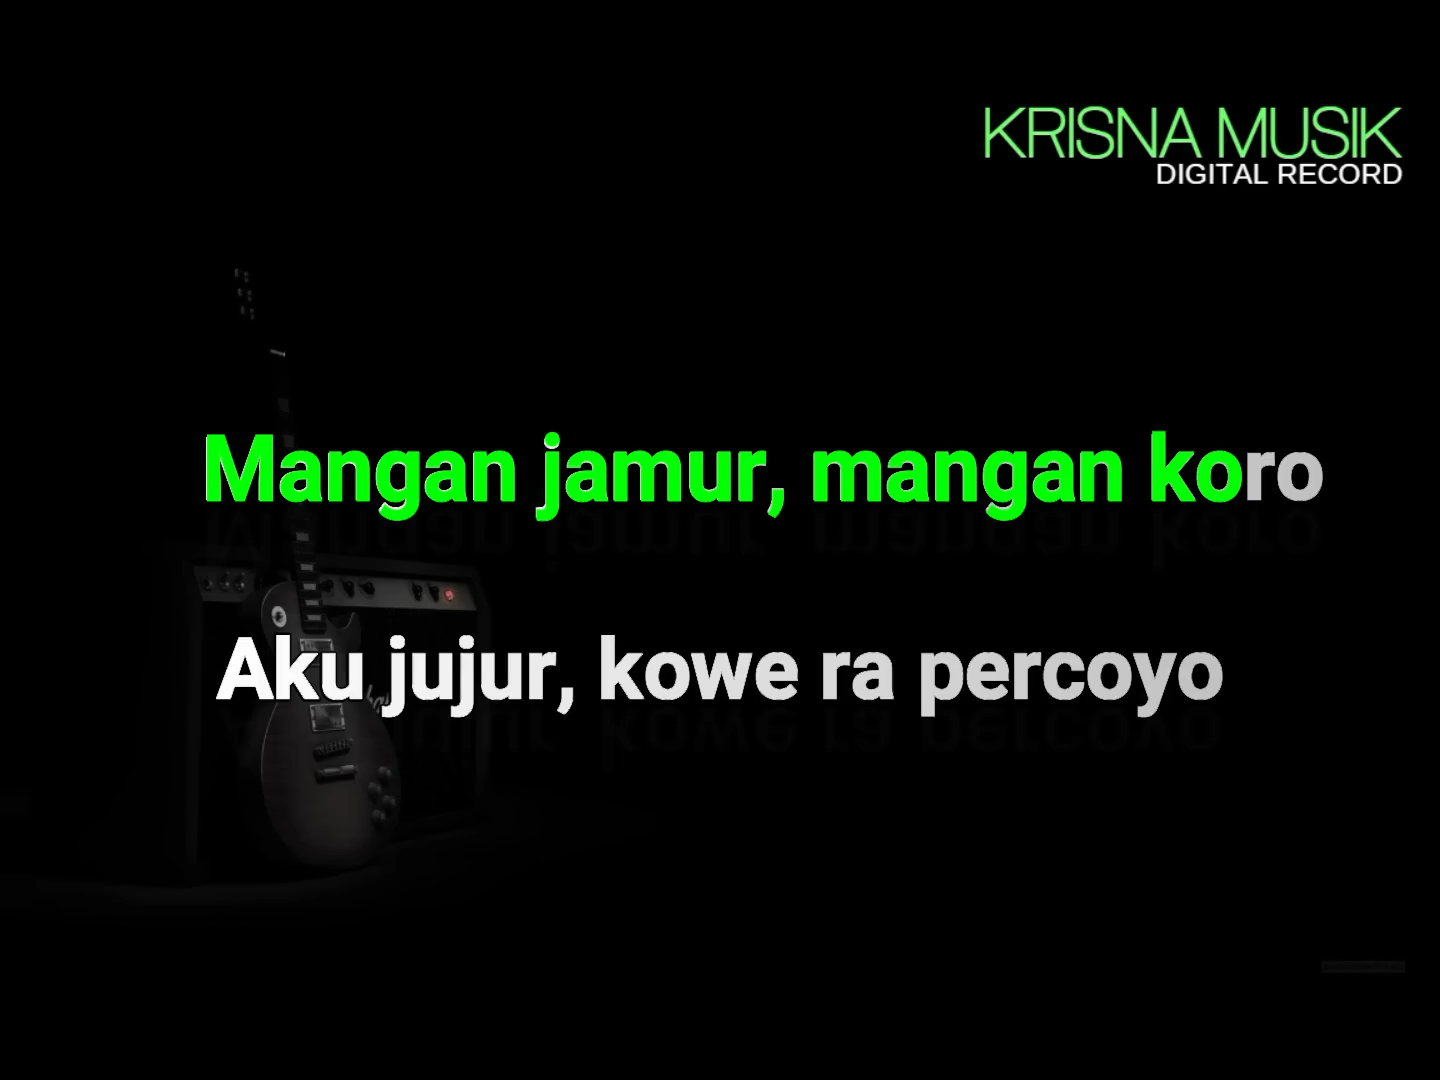 KRISNA MUSIK
DIGITAL RECORD
Mangan jamur, mangan koro
Aku jujur, kowe ra percoyo